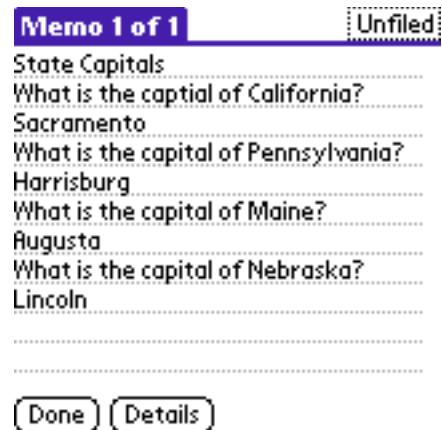 Memo 1 of 1
Unfiled
State Capitals
What is the captial of California?
Sacramento
What is the capital of Pennsylvania?
Harrisburg
What is the capital of Maine?
Augusta
What is the capital of Nebraska?
Lincoln
Done
Details